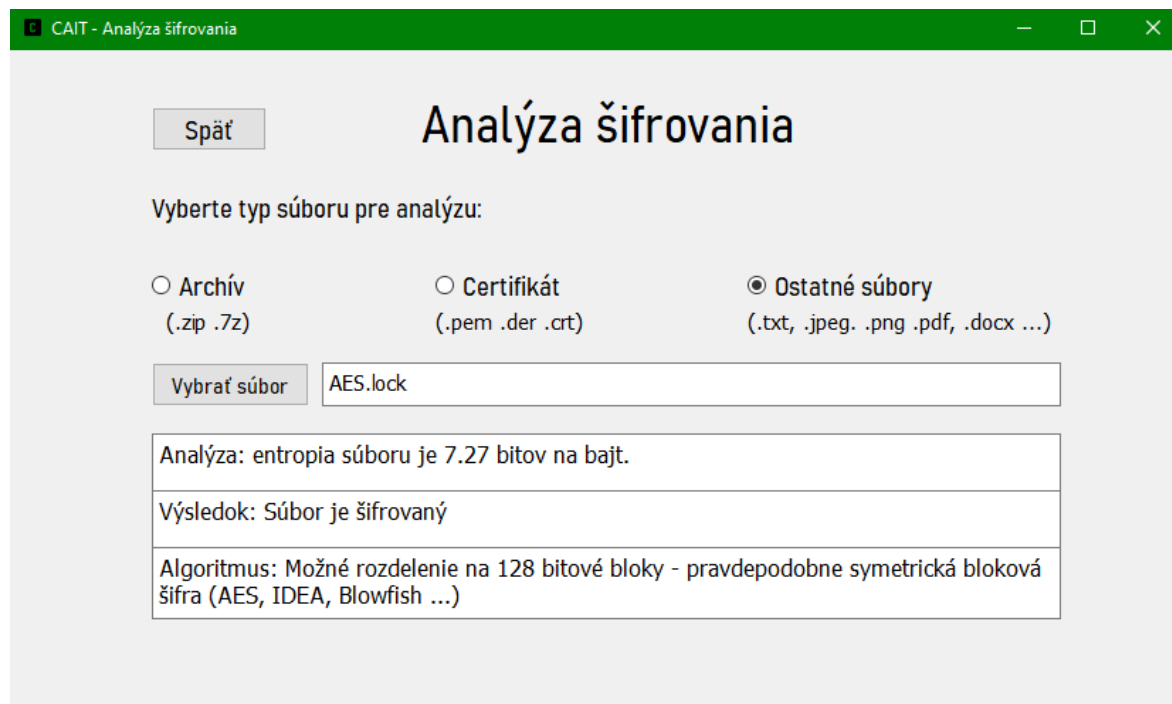 CAIT - Analýza šifrovania
Späť
Analýza šifrovania
Vyberte typ súboru pre analýzu:
Archív
(.zip .7z)
Certifikát
(.pem .der .crt)
Ostatné súbory
(.txt, .jpeg. .png .pdf, .docx ...)
Vybrať súbor
AES.lock
Analýza: entropia súboru je 7.27 bitov na bajt.
Výsledok: Súbor je šifrovaný
Algoritmus: Možné rozdelenie na 128 bitové bloky - pravdepodobne symetrická bloková
šifra (AES, IDEA, Blowfish ...)